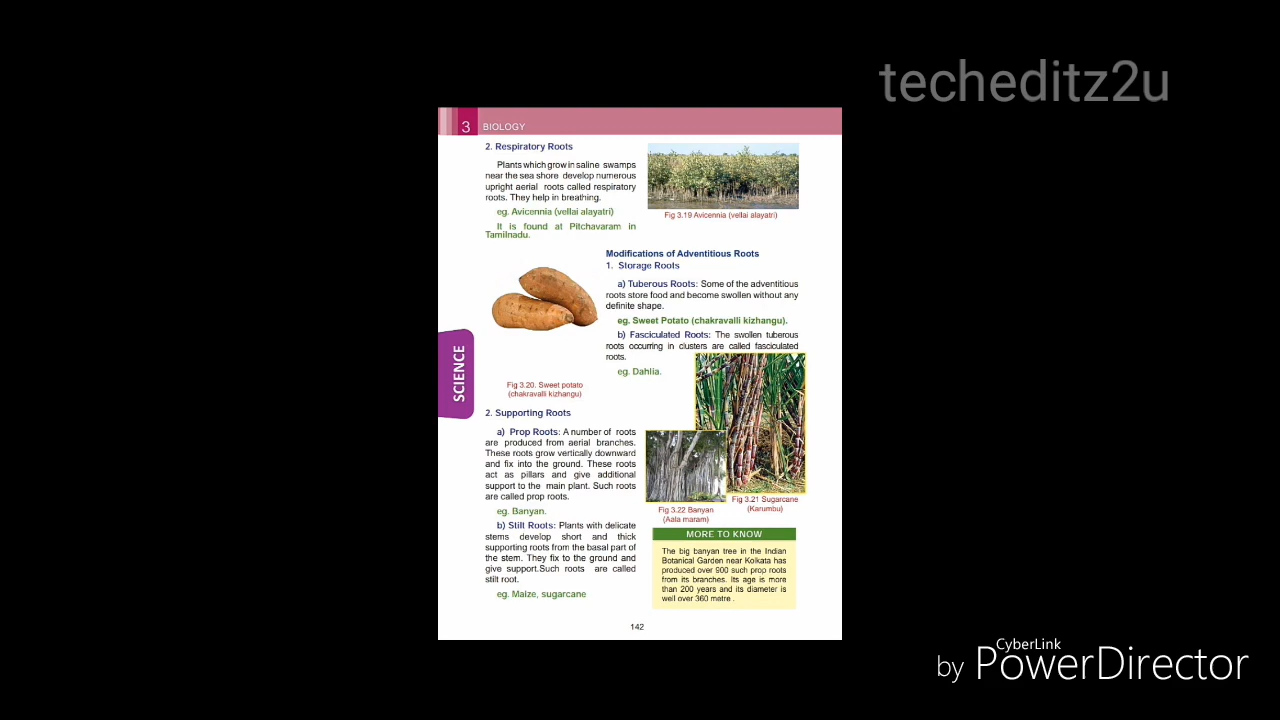 techeditz2u
3 BIOLOGY
2. Respiratory Roots
Plants which grow in saline swamps
near the sea shore develop numerous
upright aerial roots called respiratory
roots. They help in breathing.
eg. Avicennia (vellai alayatri)
It is found at Pitchavaram in
Tamilnadu.
Fig 3.19 Avicennia (vellai alayatri)
Modifications of Adventitious Roots
1. Storage Roots
a) Tuberous Roots: Some of the adventitious
roots store food and become swollen without any
definite shape.
eg. Sweet Potato (chakravalli kizhangu).
b) Fasciculated Roots: The swollen tuberous
roots occurring in clusters are called fasciculated
roots.
eg. Dahlia.
Fig 3.20. Sweet potato
(chakravalli kizhangu)
SCIENCE
2. Supporting Roots
a) Prop Roots: A number of roots
are produced from aerial branches.
These roots grow vertically downward
and fix into the ground. These roots
act as pillars and give additional
support to the main plant. Such roots
are called prop roots.
eg. Banyan.
b) Stilt Roots: Plants with delicate
stems develop short and thick
supporting roots from the basal part of
the stem. They fix to the ground and
give support.Such roots are called
stilt root.
eg. Maize, sugarcane
Fig 3.21 Sugarcane
(Karumbu)
Fig 3.22 Banyan
(Aala maram)
MORE TO KNOW
The big banyan tree in the Indian
Botanical Garden near Kolkata has
produced over 900 such prop roots
from its branches. Its age is more
than 200 years and its diameter is
well over 360 metre .
142
by CyberLink
PowerDirector